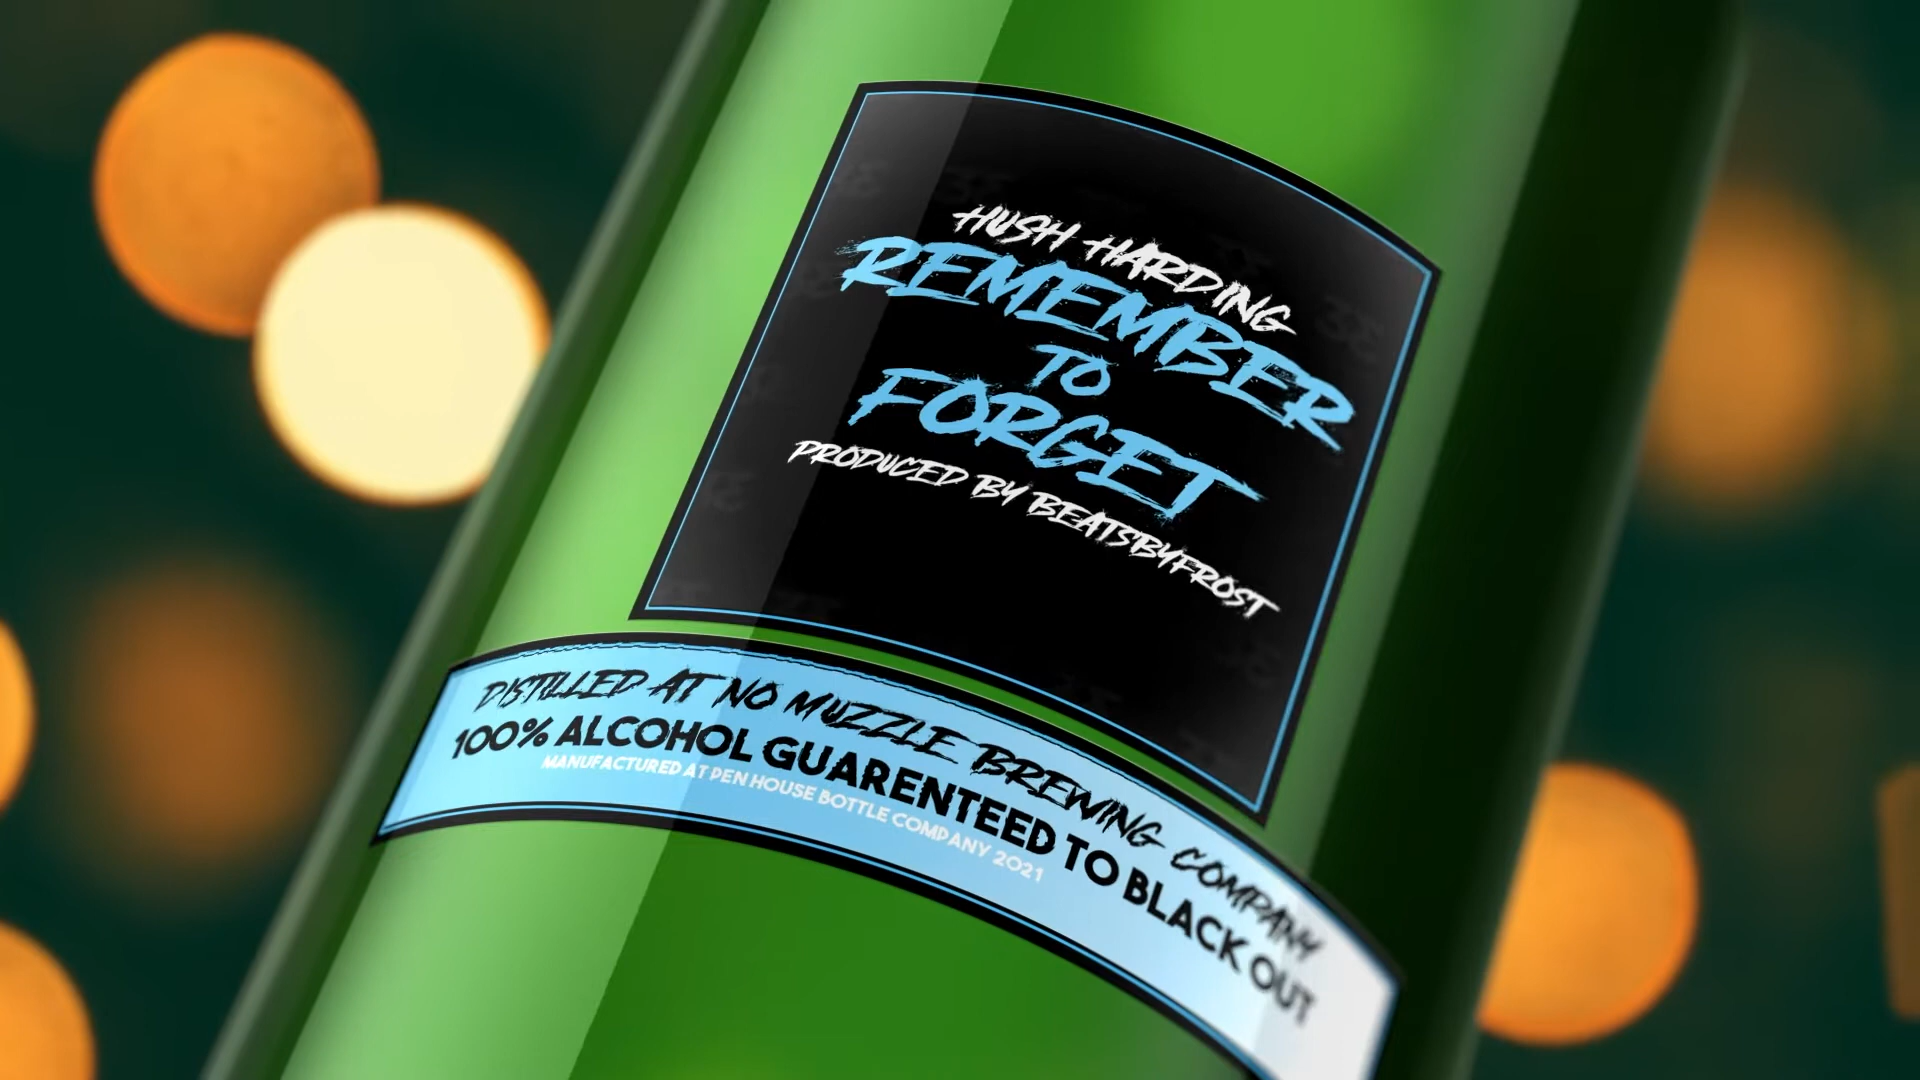 HUSH HARDING
REMEMBER
TO
FORGET
PRODUCED BY BEATSBYFROST
DISTILLED AT NO MUZZLE BREWING COMPANY
100% ALCOHOL GUARENTEED TO BLACK OUT
MANUFACTURED AT PEN HOUSE BOTTLE COMPANY 2021